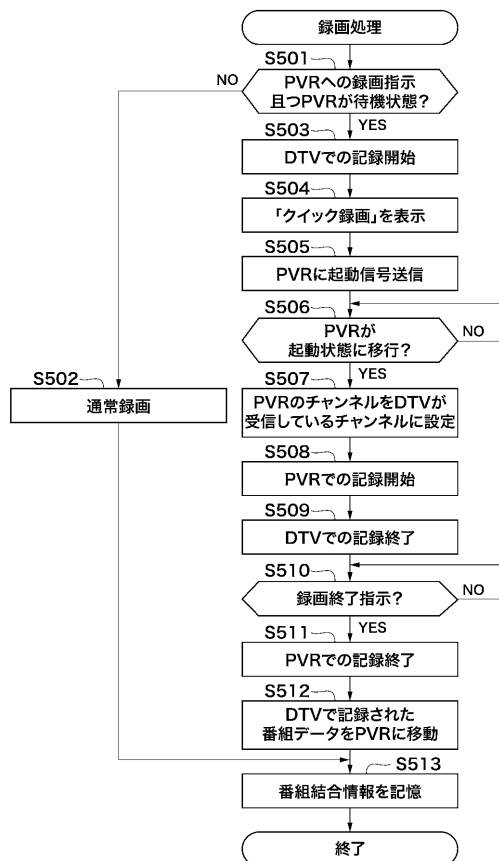 録画処理
S501
NO
PVRへの録画指示
且つPVRが待機状態？
YES
S503
DTVでの記録開始
S504
「クイック録画」を表示
S505
PVRに起動信号送信
S506
PVRが
起動状態に移行？
NO
YES
S502
通常録画
S507
PVRのチャンネルをDTVが
受信しているチャンネルに設定
S508
PVRでの記録開始
S509
DTVでの記録終了
S510
録画終了指示？
NO
YES
S511
PVRでの記録終了
S512
DTVで記録された
番組データをPVRに移動
S513
番組結合情報を記憶
終了